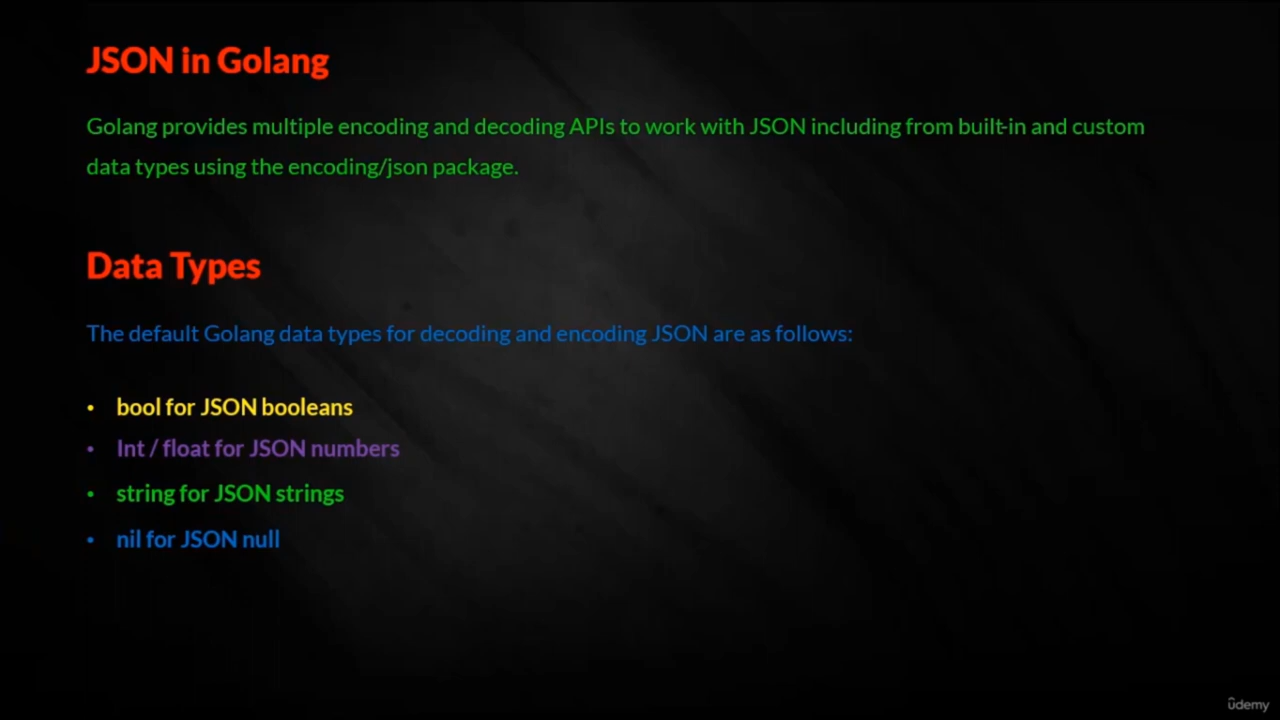 JSON in Golang
Golang provides multiple encoding and decoding APIs to work with JSON including from built-in and custom
data types using the encoding/json package.
Data Types
The default Golang data types for decoding and encoding JSON are as follows:
• bool for JSON booleans
• Int / float for JSON numbers
• string for JSON strings
• nil for JSON null
ûdemy